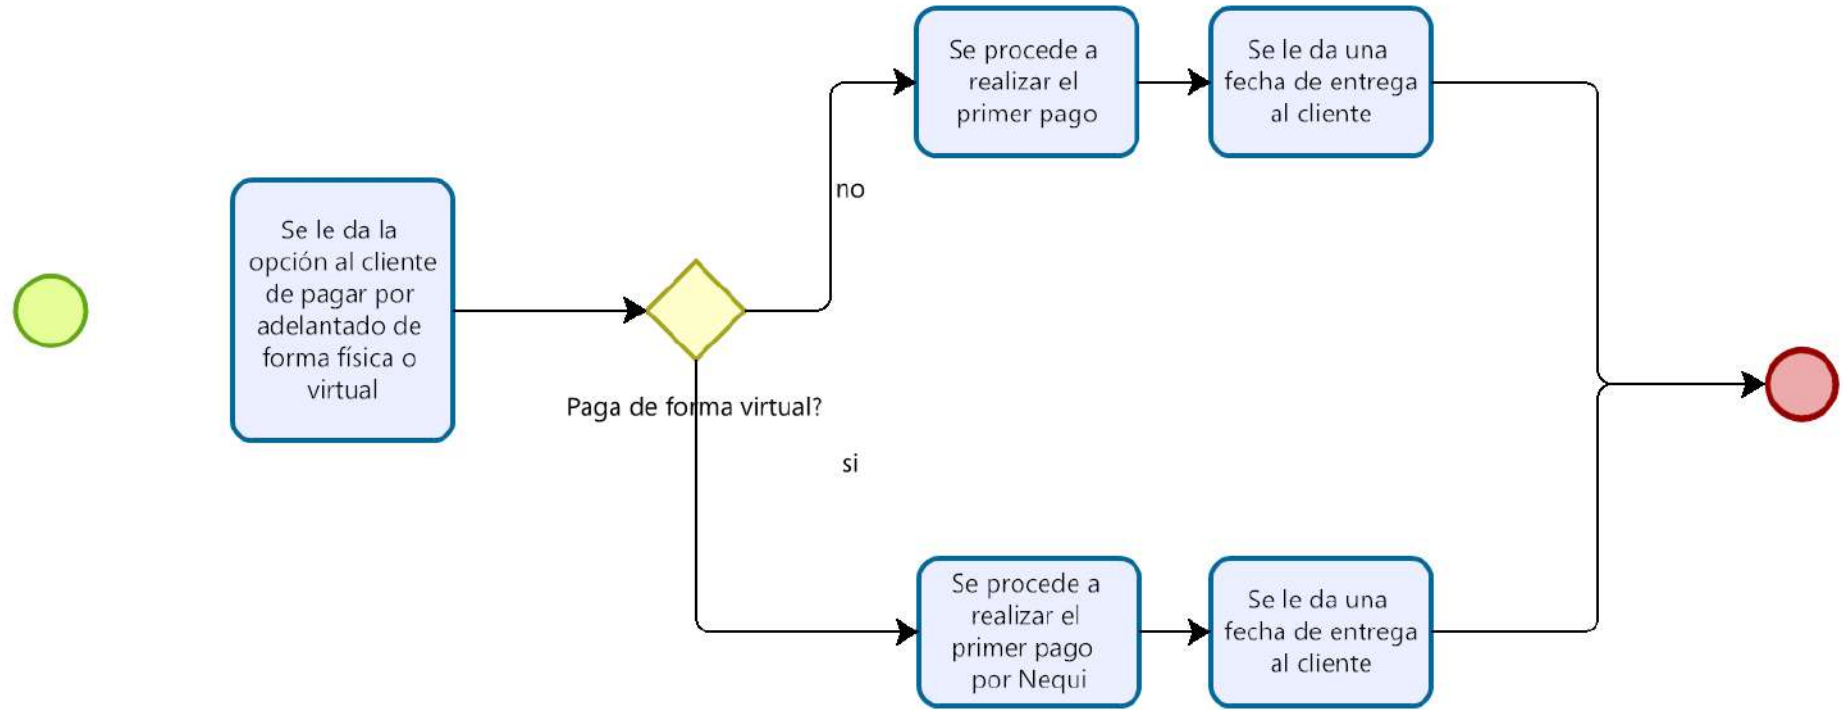 Se le da la
opción al cliente
de pagar por
adelantado de
forma física o
virtual
Paga de forma virtual?
no
Se procede a
realizar el
primer pago
Se le da una
fecha de entrega
al cliente
si
Se procede a
realizar el
primer pago
por Nequi
Se le da una
fecha de entrega
al cliente